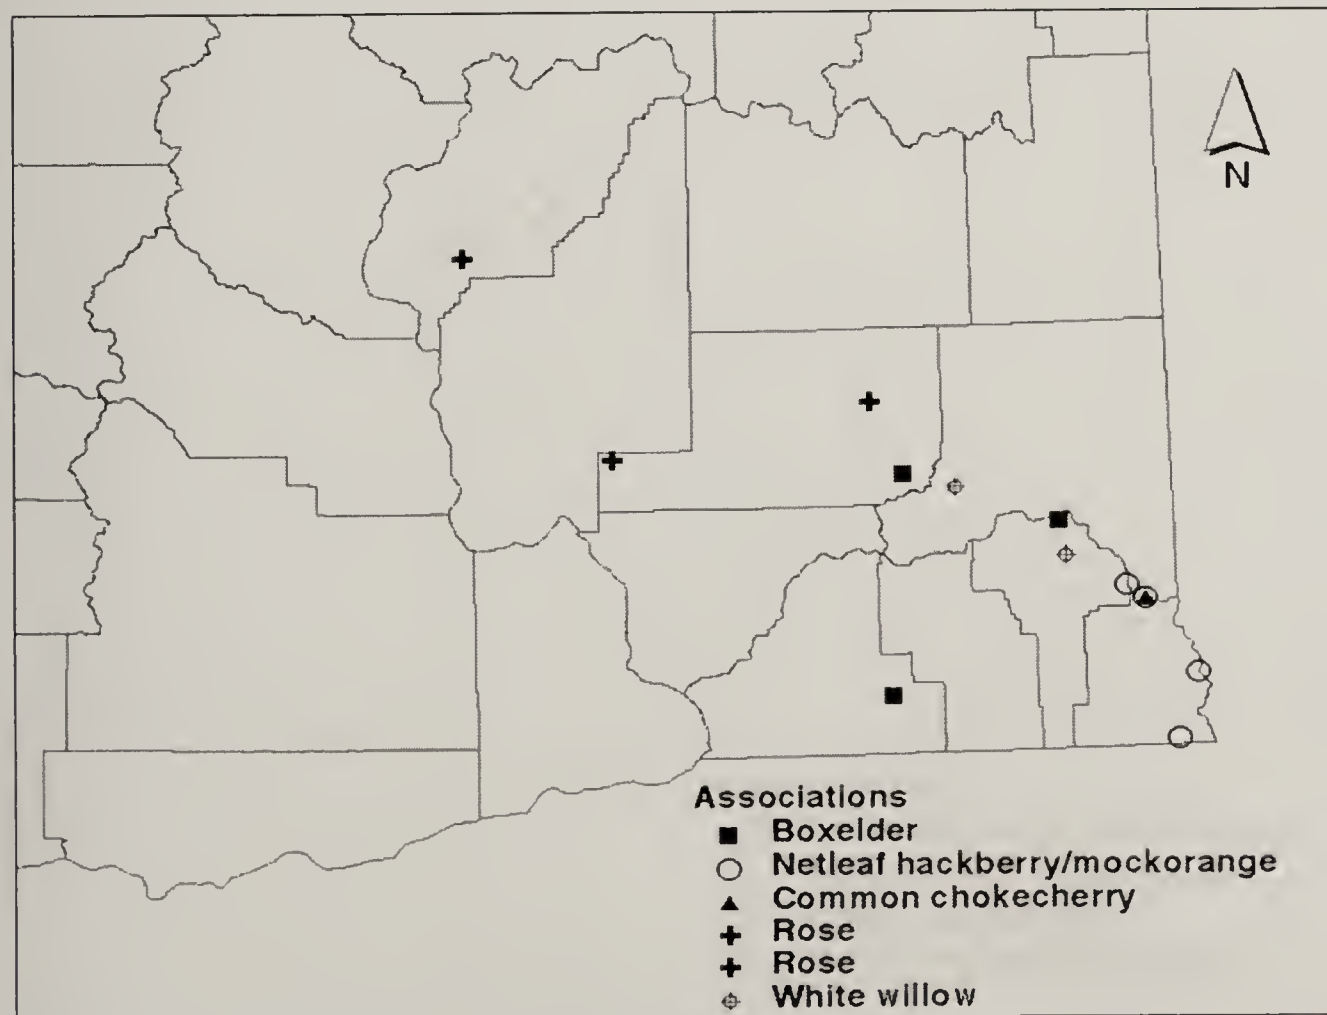 N
Associations
Boxelder
Netleaf hackberry/mockorange
Common chokecherry
Rose
Rose
White willow